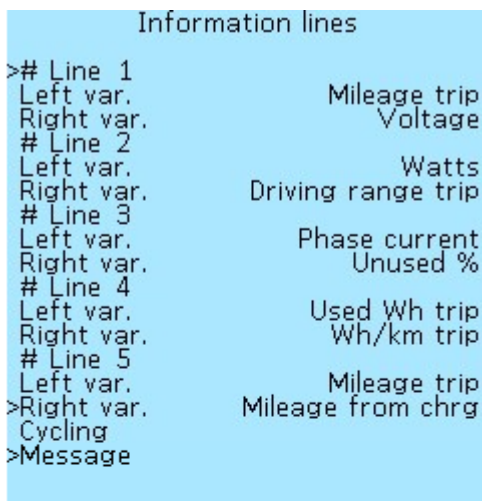 Information lines
># Line 1
Left var. Mileage trip
Right var. Voltage
# Line 2
Left var. Watts
Right var. Driving range trip
# Line 3
Left var. Phase current
Right var. Unused %
# Line 4
Left var. Used Wh trip
Right var. Wh/km trip
# Line 5
Left var. Mileage trip
>Right var. Mileage from chrg
Cycling
>Message